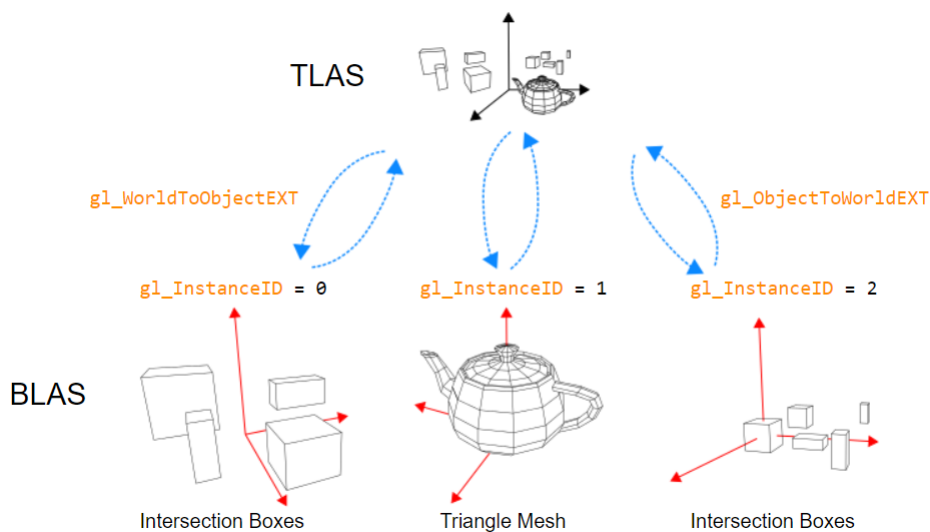 TLAS
gl_WorldToObjectEXT
gl_ObjectToWorldEXT
gl_InstanceID = 0
gl_InstanceID = 1
gl_InstanceID = 2
BLAS
Intersection Boxes
Triangle Mesh
Intersection Boxes